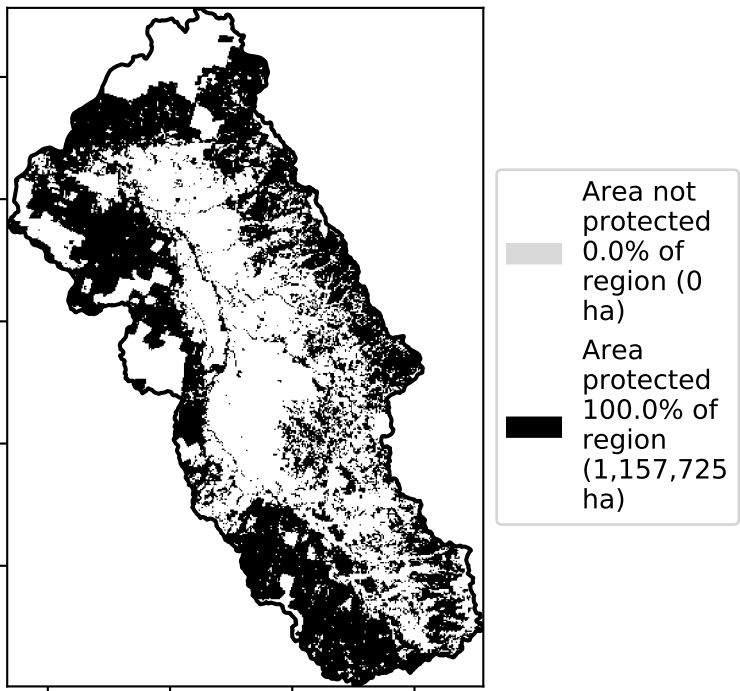 Area not
protected
0.0% of
region (0
ha)
Area
protected
100.0% of
region
(1,157,725
ha)